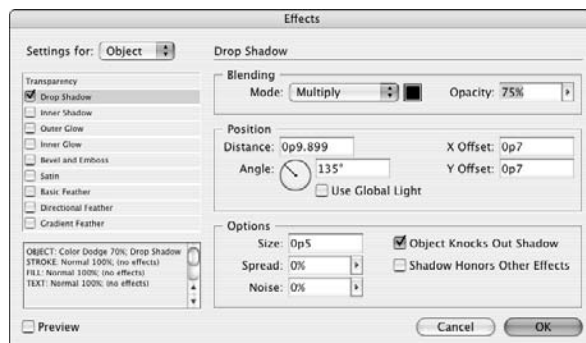 Effects
Settings for: Object
Drop Shadow
Transparency
Drop Shadow
Inner Shadow
Outer Glow
Inner Glow
Bevel and Emboss
Satin
Basic Feather
Directional Feather
Gradient Feather
OBJECT: Color Dodge 70%; Drop Shadow
STROKE: Normal 100%; (no effects)
FILL: Normal 100%; (no effects)
TEXT: Normal 100%; (no effects)
Preview
Blending
Mode: Multiply Opacity: 75%
Position
Distance: 0p9.899 X Offset: 0p7
Angle: 135° Y Offset: 0p7
Use Global Light
Options
Size: 0p5 Object Knocks Out Shadow
Spread: 0% Shadow Honors Other Effects
Noise: 0%
Cancel OK